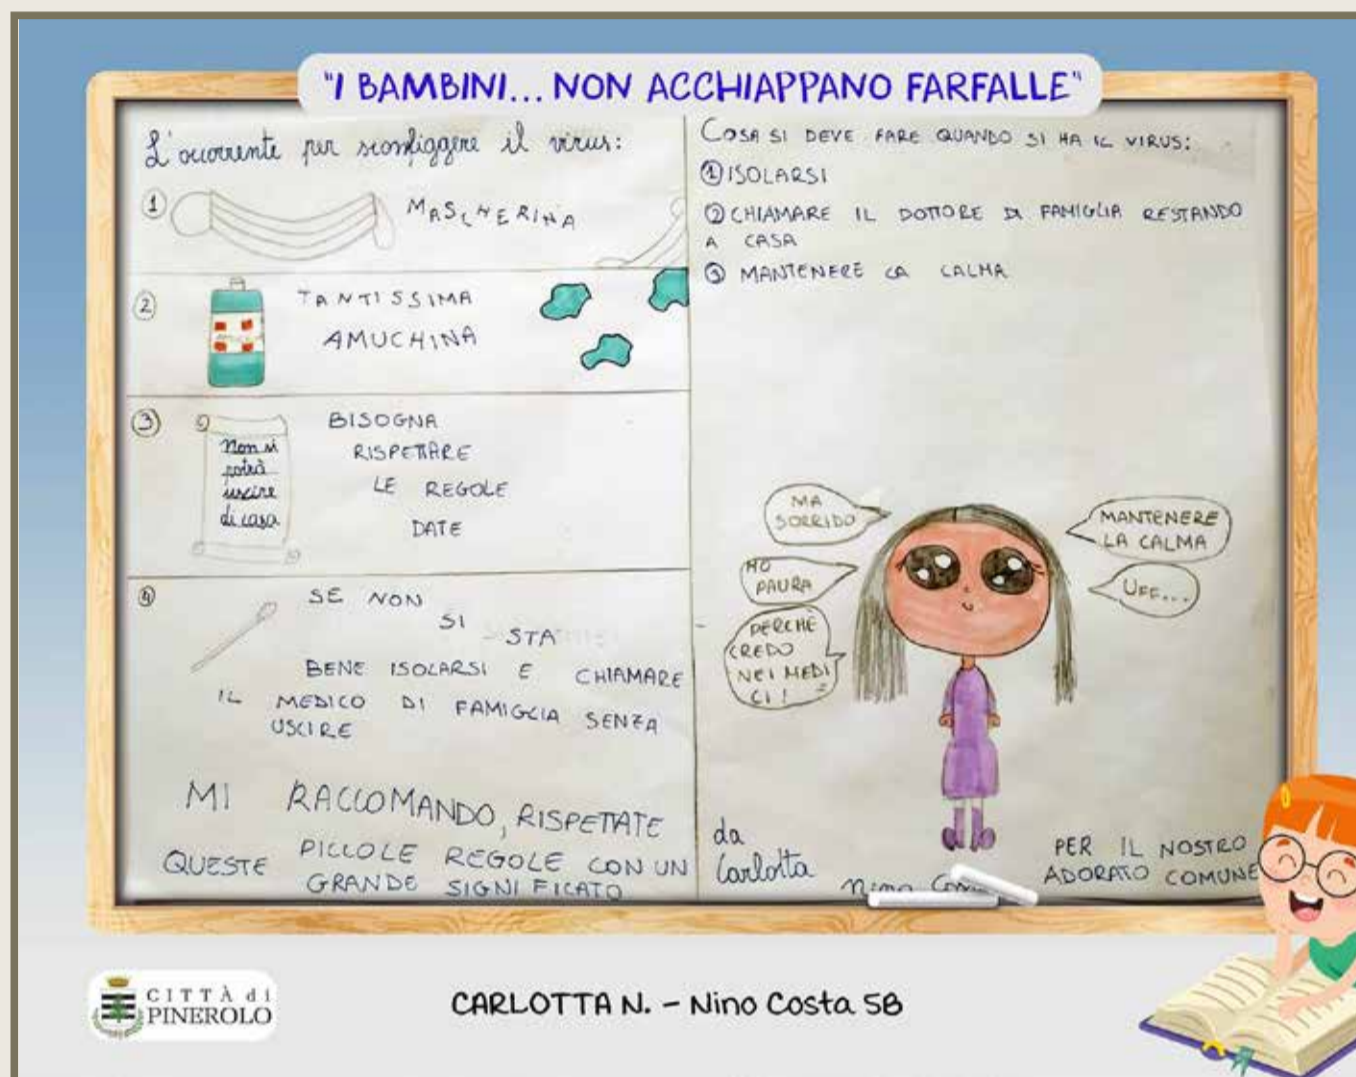 "I BAMBINI... NON ACCHIAPPANO FARFALLE"
L'occorrente per sconfiggere il virus:
1 MASCHERINA
2 TANTISSIMA
AMUCHINA
3 Non si
potrà
uscire
di casa
BISOGNA
RISPETTARE
LE REGOLE
DATE
4 SE NON
SI
STA
BENE ISOLARSI E CHIAMARE
IL MEDICO DI FAMIGLIA SENZA
USCIRE
MI RACCOMANDO, RISPETTATE
QUESTE PICCOLE REGOLE CON UN
GRANDE SIGNIFICATO
COSA SI DEVE FARE QUANDO SI HA IL VIRUS:
1 ISOLARSI
2 CHIAMARE IL DOTTORE DI FAMIGLIA RESTANDO
A CASA
3 MANTENERE LA CALMA
MA
SORRIDO
HO
PAURA
PERCHÈ
CREDO
NEI MEDI
CI!
MANTENERE
LA CALMA
UFF...
da
Carlotta
Nino
PER IL NOSTRO
ADORATO COMUNE
CITTÀ di
PINEROLO
CARLOTTA N. - Nino Costa 5B